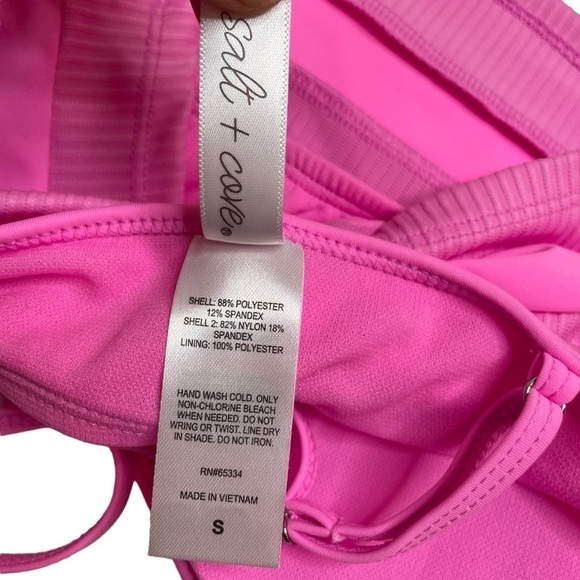 salt + cove®
SHELL: 88% POLYESTER
12% SPANDEX
SHELL 2: 82% NYLON 18%
SPANDEX
LINING: 100% POLYESTER
HAND WASH COLD. ONLY
NON-CHLORINE BLEACH
WHEN NEEDED. DO NOT
WRING OR TWIST. LINE DRY
IN SHADE. DO NOT IRON.
RN#65334
MADE IN VIETNAM
S